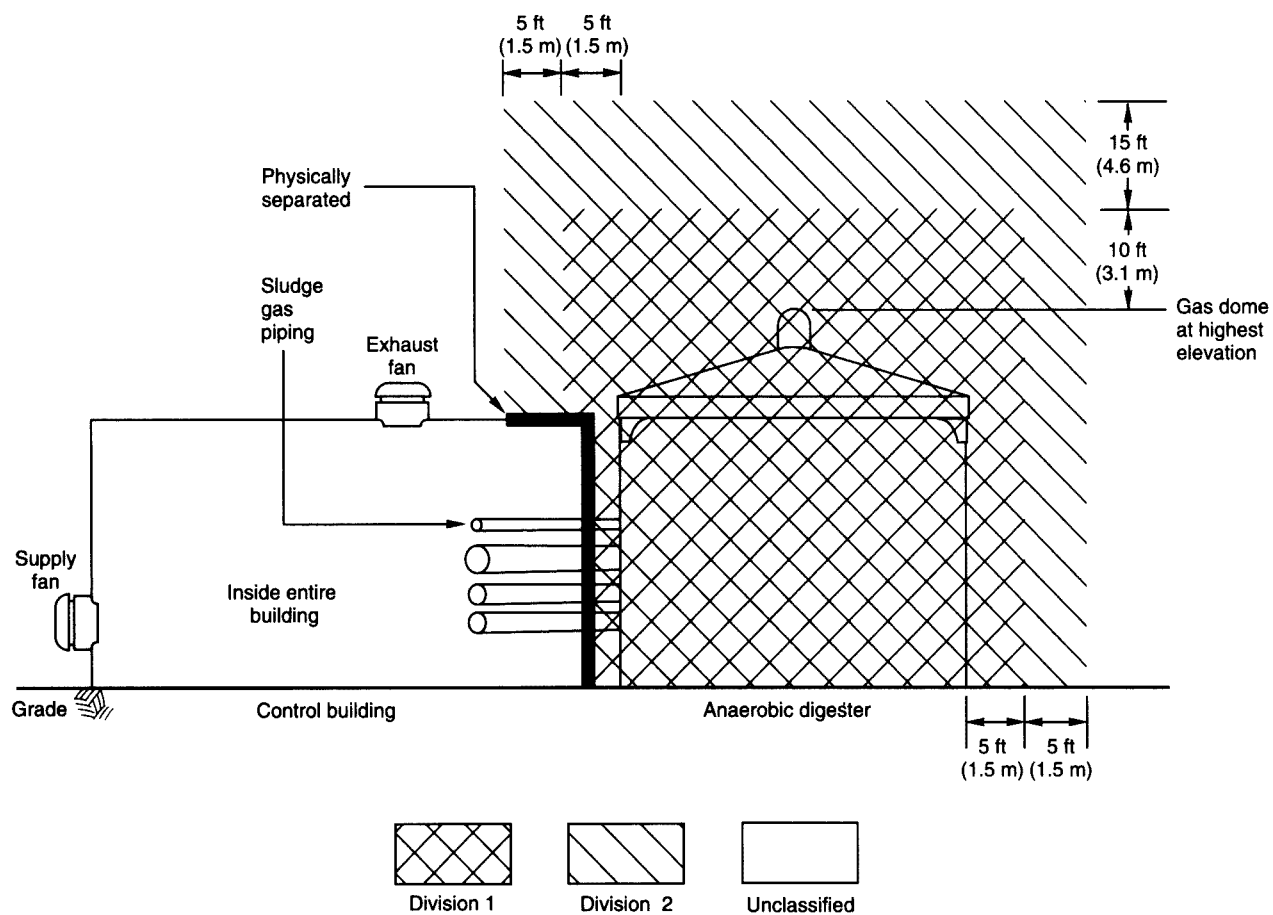 5 ft
(1.5 m)
5 ft
(1.5 m)
15 ft
(4.6 m)
10 ft
(3.1 m)
Physically
separated
Sludge
gas
piping
Exhaust
fan
Gas dome
at highest
elevation
Supply
fan
Inside entire
building
Grade
Control building
Anaerobic digester
5 ft
(1.5 m)
5 ft
(1.5 m)
Division 1
Division 2
Unclassified